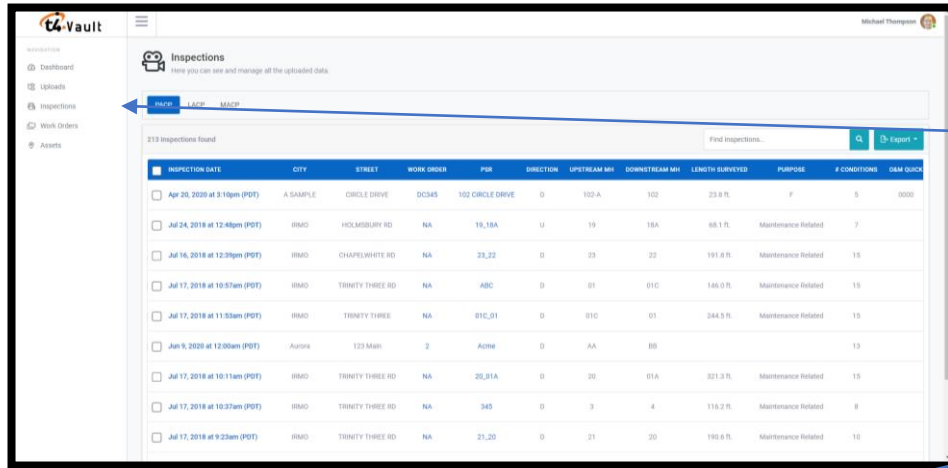 t4.Vault
Michael Thompson
NAVIGATION
Dashboard
Uploads
Inspections
Work Orders
Assets
Inspections
Here you can see and manage all the uploaded data.
PACP LACP MACP
213 Inspections found Find inspections... Export
INSPECTION DATE CITY STREET WORK ORDER PSR DIRECTION UPSTREAM MH DOWNSTREAM MH LENGTH SURVEYED PURPOSE # CONDITIONS O&M QUICK
Apr 20, 2020 at 3:10pm (PDT) A SAMPLE CIRCLE DRIVE DC345 102 CIRCLE DRIVE D 102-A 102 23.8 ft. F 5 0000
Jul 24, 2018 at 12:48pm (PDT) IRMO HOLMSBURY RD NA 19_18A U 19 18A 68.1 ft. Maintenance Related 7
Jul 16, 2018 at 12:39pm (PDT) IRMO CHAPELWHITE RD NA 23_22 D 23 22 191.8 ft. Maintenance Related 15
Jul 17, 2018 at 10:57am (PDT) IRMO TRINITY THREE RD NA ABC D 01 01C 146.0 ft. Maintenance Related 15
Jul 17, 2018 at 11:53am (PDT) IRMO TRINITY THREE NA 01C_01 D 01C 01 244.5 ft. Maintenance Related 15
Jun 9, 2020 at 12:00am (PDT) Aurora 123 Main 2 Acme D AA BB 13
Jul 17, 2018 at 10:11am (PDT) IRMO TRINITY THREE RD NA 20_01A D 20 01A 321.3 ft. Maintenance Related 15
Jul 17, 2018 at 10:37am (PDT) IRMO TRINITY THREE RD NA 345 D 3 4 116.2 ft. Maintenance Related 8
Jul 17, 2018 at 9:23am (PDT) IRMO TRINITY THREE RD NA 21_20 D 21 20 190.6 ft. Maintenance Related 10